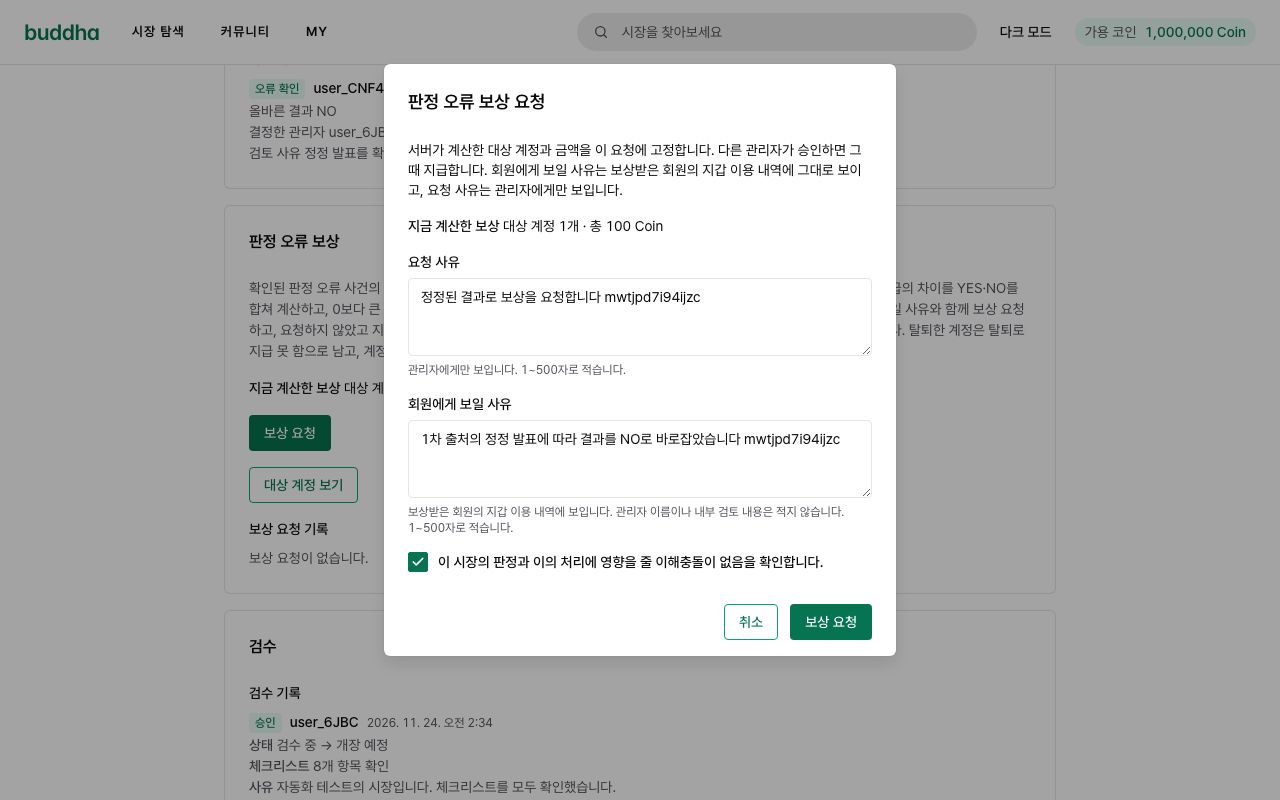 buddha
시장 탐색
커뮤니티
MY
시장을 찾아보세요
다크 모드
가용 코인 1,000,000 Coin
오류 확인 user_CNF4
올바른 결과 NO
결정한 관리자 user_6JB
검토 사유 정정 발표를 확
판정 오류 보상
확인된 판정 오류 사건의
급의 차이를 YES·NO를
합쳐 계산하고, 0보다 큰
일 사유와 함께 보상 요청
하고, 요청하지 않았고 지
다. 탈퇴한 계정은 탈퇴로
지급 못 함으로 남고, 계정
지금 계산한 보상 대상 계
보상 요청
대상 계정 보기
보상 요청 기록
보상 요청이 없습니다.
판정 오류 보상 요청
서버가 계산한 대상 계정과 금액을 이 요청에 고정합니다. 다른 관리자가 승인하면 그
때 지급합니다. 회원에게 보일 사유는 보상받은 회원의 지갑 이용 내역에 그대로 보이
고, 요청 사유는 관리자에게만 보입니다.
지금 계산한 보상 대상 계정 1개 · 총 100 Coin
요청 사유
정정된 결과로 보상을 요청합니다 mwtjpd7i94ijzc
관리자에게만 보입니다. 1~500자로 적습니다.
회원에게 보일 사유
1차 출처의 정정 발표에 따라 결과를 NO로 바로잡았습니다 mwtjpd7i94ijzc
보상받은 회원의 지갑 이용 내역에 보입니다. 관리자 이름이나 내부 검토 내용은 적지 않습니다.
1~500자로 적습니다.
이 시장의 판정과 이의 처리에 영향을 줄 이해충돌이 없음을 확인합니다.
취소
보상 요청
검수
검수 기록
승인 user_6JBC 2026. 11. 24. 오전 2:34
상태 검수 중 → 개장 예정
체크리스트 8개 항목 확인
사유 자동화 테스트의 시장입니다. 체크리스트를 모두 확인했습니다.